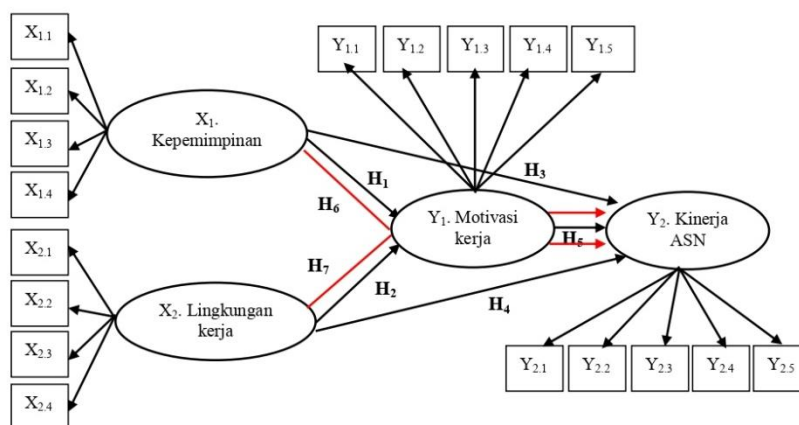 X1.1
X1.2
X1.3
X1.4
X1.
Kepemimpinan
Y1.1
Y1.2
Y1.3
Y1.4
Y1.5
H1
H3
H6
Y1. Motivasi
kerja
H5
Y2. Kinerja
ASN
X2.1
X2.2
X2.3
X2.4
H7
H2
X2. Lingkungan
kerja
H4
Y2.1
Y2.2
Y2.3
Y2.4
Y2.5